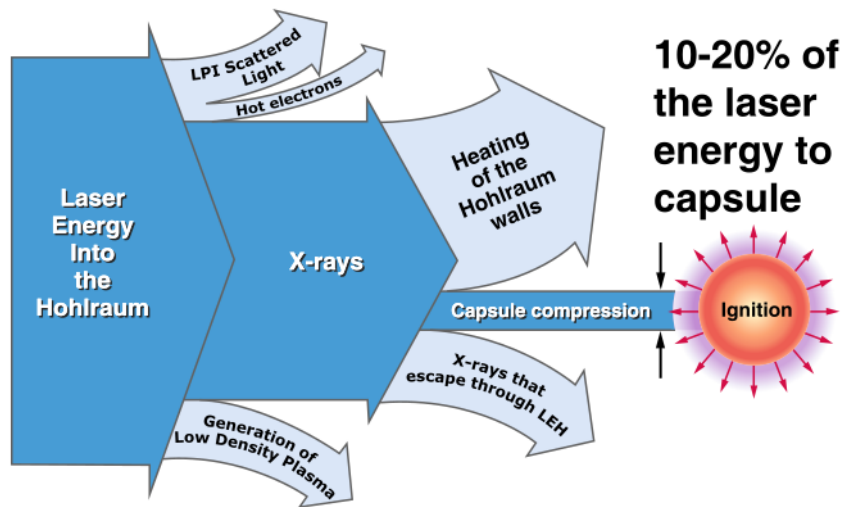 Laser
Energy
Into
the
Hohlraum
LPI Scattered
Light
Hot electrons
Generation of
Low Density Plasma
X-rays
Heating
of the
Hohlraum
walls
Capsule compression
X-rays that
escape through LEH
10-20% of
the laser
energy to
capsule
Ignition